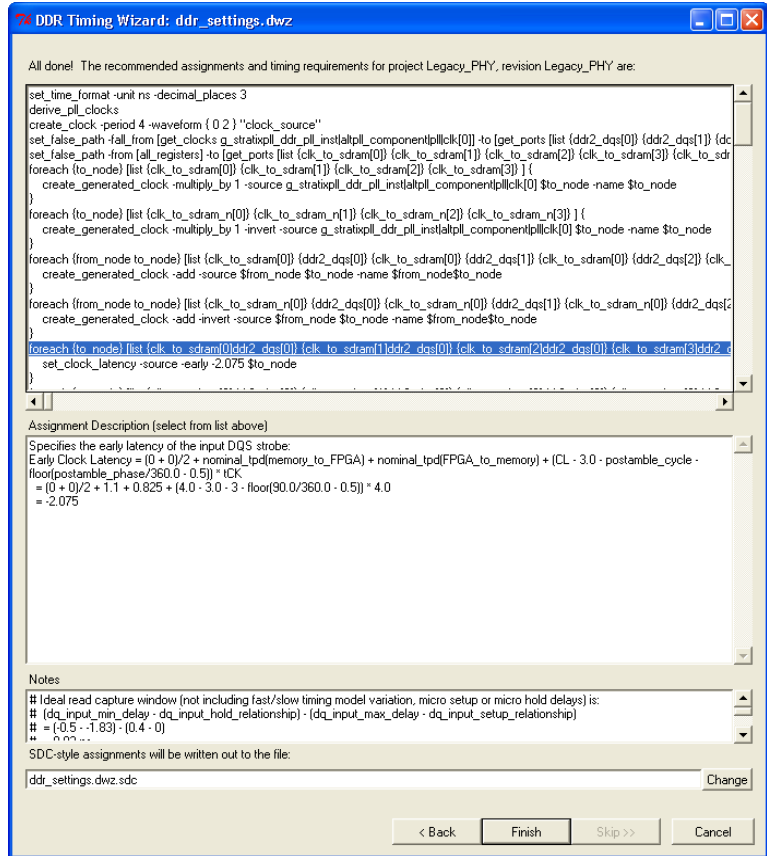 DDR Timing Wizard: ddr_settings.dwz
All done!  The recommended assignments and timing requirements for project Legacy_PHY, revision Legacy_PHY are:
set_time_format -unit ns -decimal_places 3
derive_pll_clocks
create_clock -period 4 -waveform { 0 2 } "clock_source"
set_false_path -fall_from [get_clocks g_stratixpll_ddr_pll_inst|altpll_component|pll|clk[0]] -to [get_ports [list {ddr2_dqs[0]} {ddr2_dqs[1]} {dc
set_false_path -from [all_registers] -to [get_ports [list {clk_to_sdram[0]} {clk_to_sdram[1]} {clk_to_sdram[2]} {clk_to_sdram[3]} {clk_to_sdr
foreach {to_node} [list {clk_to_sdram[0]} {clk_to_sdram[1]} {clk_to_sdram[2]} {clk_to_sdram[3]} ] {
create_generated_clock -multiply_by 1 -source g_stratixpll_ddr_pll_inst|altpll_component|pll|clk[0] $to_node -name $to_node
}
foreach {to_node} [list {clk_to_sdram_n[0]} {clk_to_sdram_n[1]} {clk_to_sdram_n[2]} {clk_to_sdram_n[3]} ] {
create_generated_clock -multiply_by 1 -invert -source g_stratixpll_ddr_pll_inst|altpll_component|pll|clk[0] $to_node -name $to_node
}
foreach {from_node to_node} [list {clk_to_sdram[0]} {ddr2_dqs[0]} {clk_to_sdram[0]} {ddr2_dqs[1]} {clk_to_sdram[0]} {ddr2_dqs[2]} {clk_
create_generated_clock -add -source $from_node $to_node -name $from_node$to_node
}
foreach {from_node to_node} [list {clk_to_sdram_n[0]} {ddr2_dqs[0]} {clk_to_sdram_n[0]} {ddr2_dqs[1]} {clk_to_sdram_n[0]} {ddr2_dqs[2
create_generated_clock -add -invert -source $from_node $to_node -name $from_node$to_node
}
foreach {to_node} [list {clk_to_sdram[0]ddr2_dqs[0]} {clk_to_sdram[1]ddr2_dqs[0]} {clk_to_sdram[2]ddr2_dqs[0]} {clk_to_sdram[3]ddr2_c
set_clock_latency -source -early -2.075 $to_node
}
Assignment Description (select from list above)
Specifies the early latency of the input DQS strobe:
Early Clock Latency = (0 + 0)/2 + nominal_tpd(memory_to_FPGA) + nominal_tpd(FPGA_to_memory) + (CL - 3.0 - postamble_cycle -
floor(postamble_phase/360.0 - 0.5)) * tCK
= (0 + 0)/2 + 1.1 + 0.825 + (4.0 - 3.0 - 3 - floor(90.0/360.0 - 0.5)) * 4.0
= -2.075
Notes
# Ideal read capture window (not including fast/slow timing model variation, micro setup or micro hold delays) is:
# (dq_input_min_delay - dq_input_hold_relationship) - (dq_input_max_delay - dq_input_setup_relationship)
# = (-0.5 - -1.83) - (0.4 - 0)
SDC-style assignments will be written out to the file:
ddr_settings.dwz.sdc
Change
< Back
Finish
Skip >>
Cancel